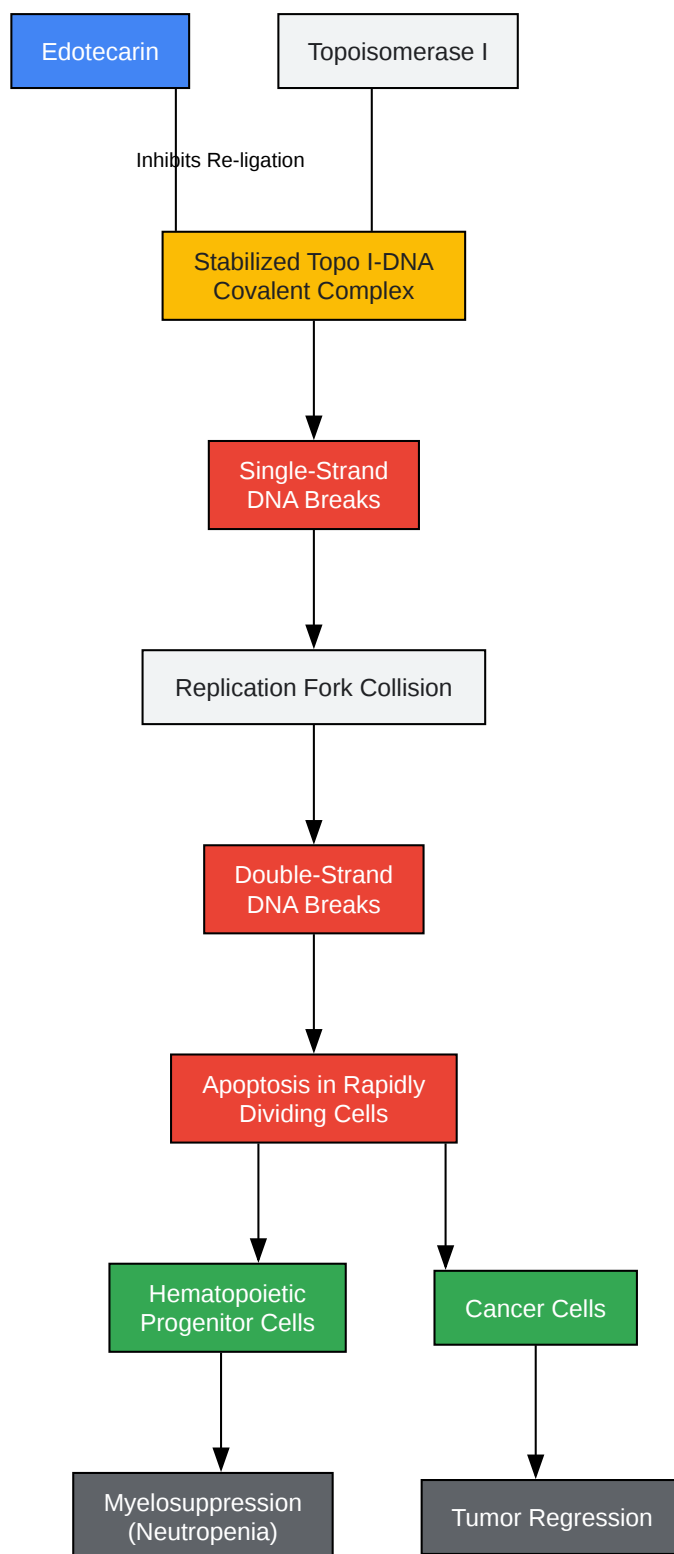 Edotecarin
Topoisomerase I
Inhibits Re-ligation
Stabilized Topo I-DNA
Covalent Complex
Single-Strand
DNA Breaks
Replication Fork Collision
Double-Strand
DNA Breaks
Apoptosis in Rapidly
Dividing Cells
Hematopoietic
Progenitor Cells
Cancer Cells
Myelosuppression
(Neutropenia)
Tumor Regression